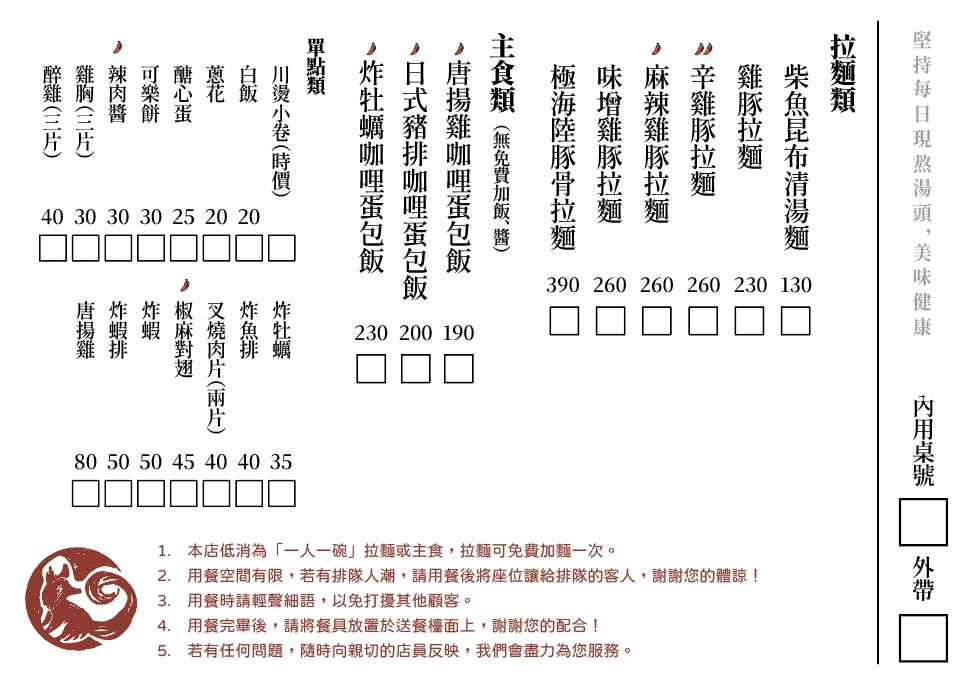 堅持每日現熬湯頭，美味健康
內用桌號
外帶
拉麵類
柴魚昆布清湯麵 130
雞豚拉麵 230
辛雞豚拉麵 260
麻辣雞豚拉麵 260
味增雞豚拉麵 260
極海陸豚骨拉麵 390
主食類（無免費加飯、醬）
唐揚雞咖哩蛋包飯 190
日式豬排咖哩蛋包飯 200
炸牡蠣咖哩蛋包飯 230
單點類
川燙小卷（時價）
白飯 20
蔥花 20
醣心蛋 25
可樂餅 30
辣肉醬 30
雞胸（三片） 30
醉雞（三片） 40
炸牡蠣 35
炸魚排 40
叉燒肉片（兩片） 40
椒麻對翅 45
炸蝦 50
炸蝦排 50
唐揚雞 80
1. 本店低消為「一人一碗」拉麵或主食，拉麵可免費加麵一次。
2. 用餐空間有限，若有排隊人潮，請用餐後將座位讓給排隊的客人，謝謝您的體諒！
3. 用餐時請輕聲細語，以免打擾其他顧客。
4. 用餐完畢後，請將餐具放置於送餐檯面上，謝謝您的配合！
5. 若有任何問題，隨時向親切的店員反映，我們會盡力為您服務。